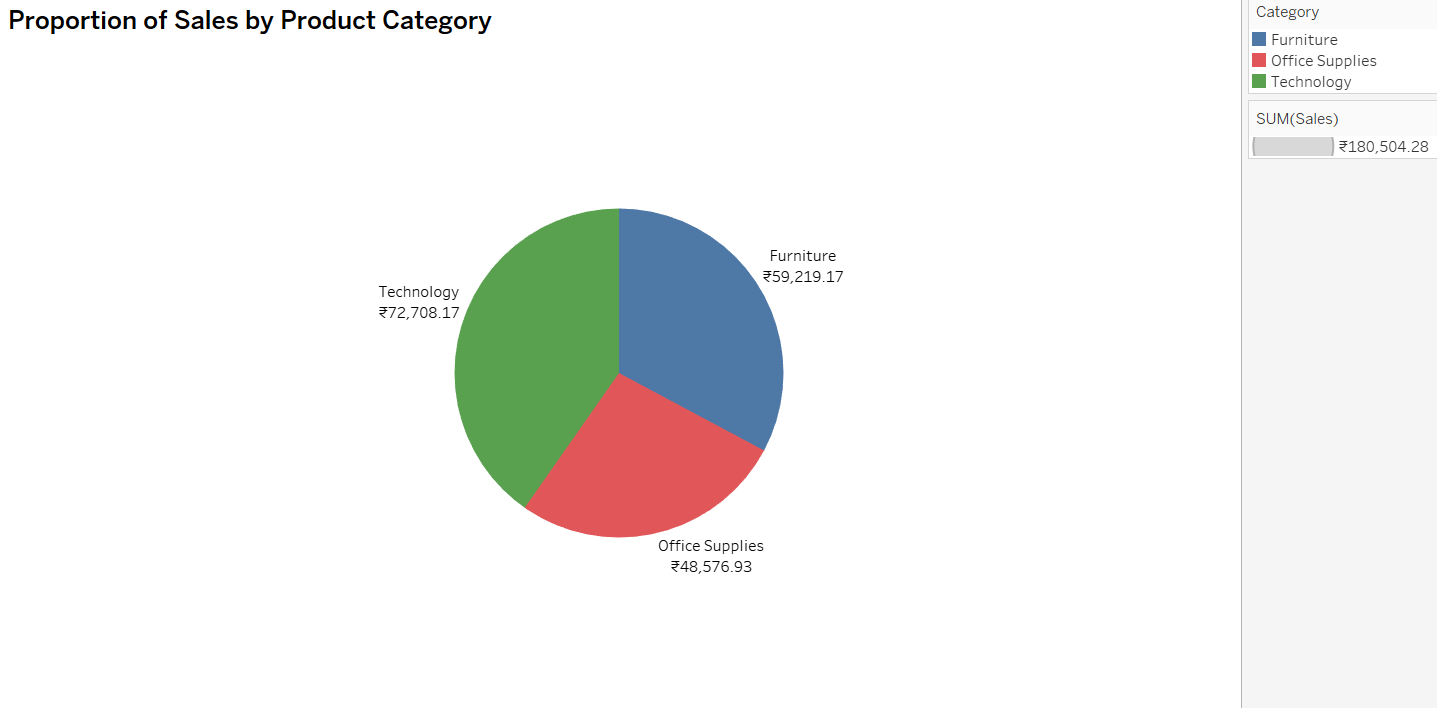 Proportion of Sales by Product Category
Category
Furniture
Office Supplies
Technology
SUM(Sales)
₹180,504.28
Furniture
₹59,219.17
Technology
₹72,708.17
Office Supplies
₹48,576.93